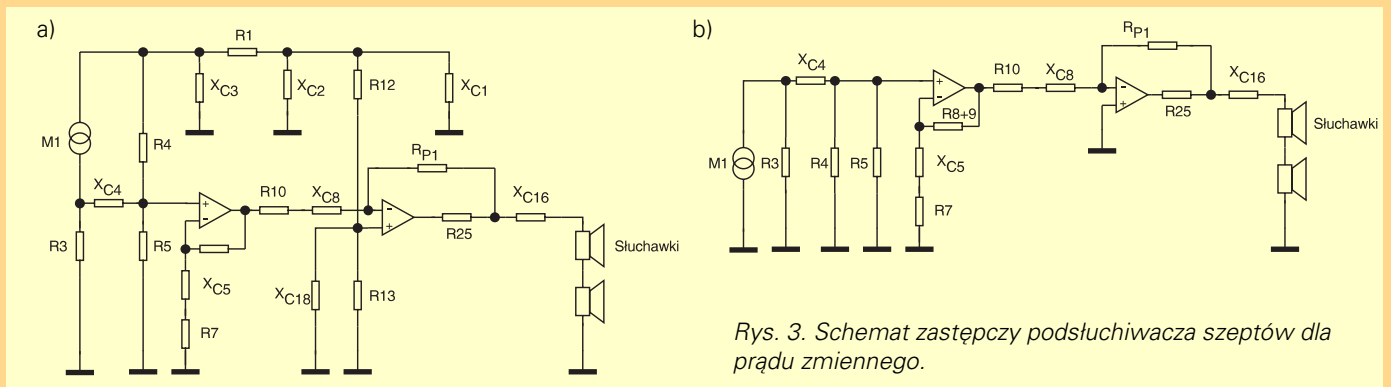 a)
R1
XC3
XC2
R12
XC1
M1
R4
RP1
XC4
R10
XC8
XC16
+
-
-
+
R3
R5
R25
Słuchawki
XC5
XC18
R13
R7
b)
RP1
XC4
R10
XC8
+
-
-
+
XC16
R25
R8+9
Słuchawki
M1
R3
R4
R5
XC5
R7
Rys. 3. Schemat zastępczy podsłuchiwacza szeptów dla
prądu zmiennego.